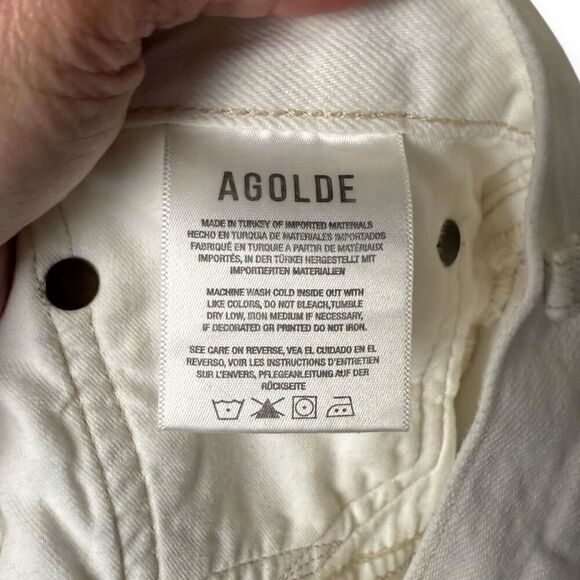 AGOLDE
MADE IN TURKEY OF IMPORTED MATERIALS
HECHO EN TURQUIA DE MATERIALES IMPORTADOS
FABRIQUÉ EN TURQUIE A PARTIR DE MATÉRIAUX
IMPORTÉS, IN DER TÜRKEI HERGESTELLT MIT
IMPORTIERTEN MATERIALIEN
MACHINE WASH COLD INSIDE OUT WITH
LIKE COLORS, DO NOT BLEACH,TUMBLE
DRY LOW, IRON MEDIUM IF NECESSARY.
IF DECORATED OR PRINTED DO NOT IRON.
SEE CARE ON REVERSE, VEA EL CUIDADO EN EL
REVERSO, VOIR LES INSTRUCTIONS D'ENTRETIEN
SUR L'ENVERS, PFLEGEANLEITUNG AUF DER
RÜCKSEITE